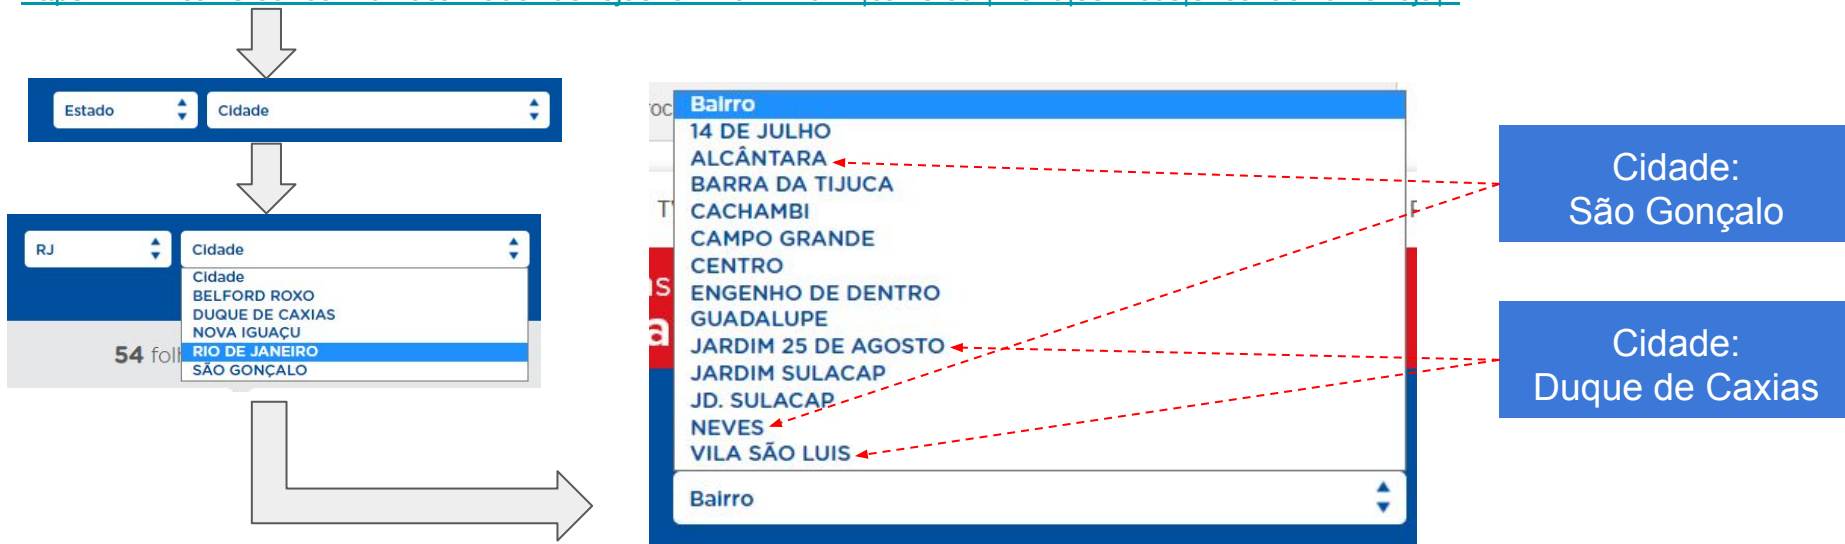 Estado
Cidade
RJ
Cidade
Cidade
BELFORD ROXO
DUQUE DE CAXIAS
NOVA IGUAÇU
RIO DE JANEIRO
SÃO GONÇALO
54
Bairro
14 DE JULHO
ALCÂNTARA
BARRA DA TIJUCA
CACHAMBI
CAMPO GRANDE
CENTRO
ENGENHO DE DENTRO
GUADALUPE
JARDIM 25 DE AGOSTO
JARDIM SULACAP
JD. SULACAP
NEVES
VILA SÃO LUIS
Bairro
Cidade:
São Gonçalo
Cidade:
Duque de Caxias